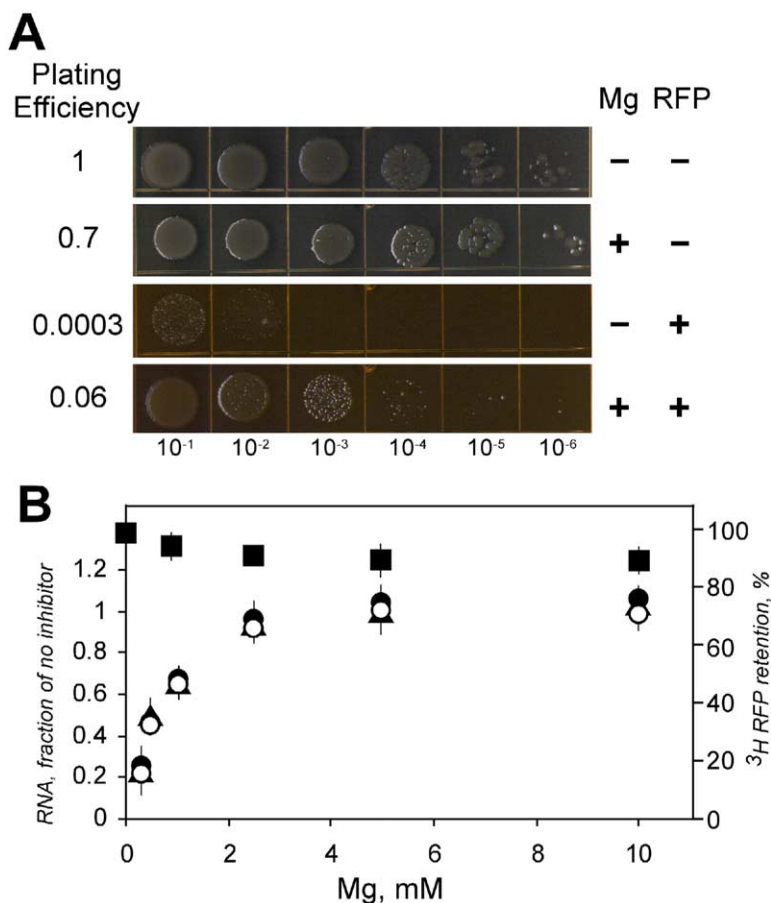 A
Plating
Efficiency
Mg RFP
1 − −
0.7 + −
0.0003 − +
0.06 + +
10⁻¹ 10⁻² 10⁻³ 10⁻⁴ 10⁻⁵ 10⁻⁶
B
RNA, fraction of no inhibitor
1.2
1
0.8
0.6
0.4
0.2
0
100
80
60
40
20
0
³H RFP retention, %
0 2 4 6 8 10
Mg, mM